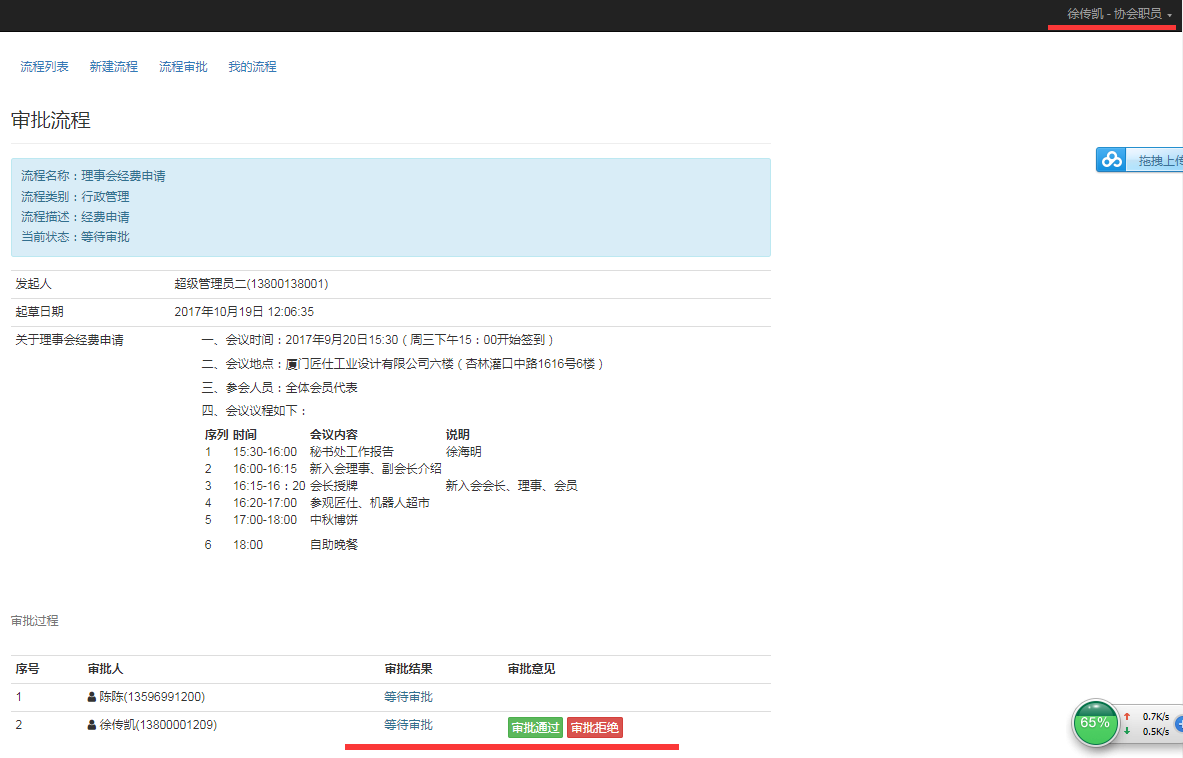 徐传凯 - 协会职员
流程列表 新建流程 流程审批 我的流程
审批流程
拖拽上传
流程名称：理事会经费申请
流程类别：行政管理
流程描述：经费申请
当前状态：等待审批
发起人 超级管理员二(13800138001)
起草日期 2017年10月19日 12:06:35
关于理事会经费申请 一、会议时间：2017年9月20日15:30（周三下午15：00开始签到）
二、会议地点：厦门匠仕工业设计有限公司六楼（杏林灌口中路1616号6楼）
三、参会人员：全体会员代表
四、会议议程如下：
序列 时间 会议内容 说明
1 15:30-16:00 秘书处工作报告 徐海明
2 16:00-16:15 新入会理事、副会长介绍
3 16:15-16：20 会长授牌 新入会会长、理事、会员
4 16:20-17:00 参观匠仕、机器人超市
5 17:00-18:00 中秋博饼
6 18:00 自助晚餐
审批过程
序号 审批人 审批结果 审批意见
1 陈陈(13596991200) 等待审批
2 徐传凯(13800001209) 等待审批 审批通过 审批拒绝
65% 0.7K/s
0.5K/s